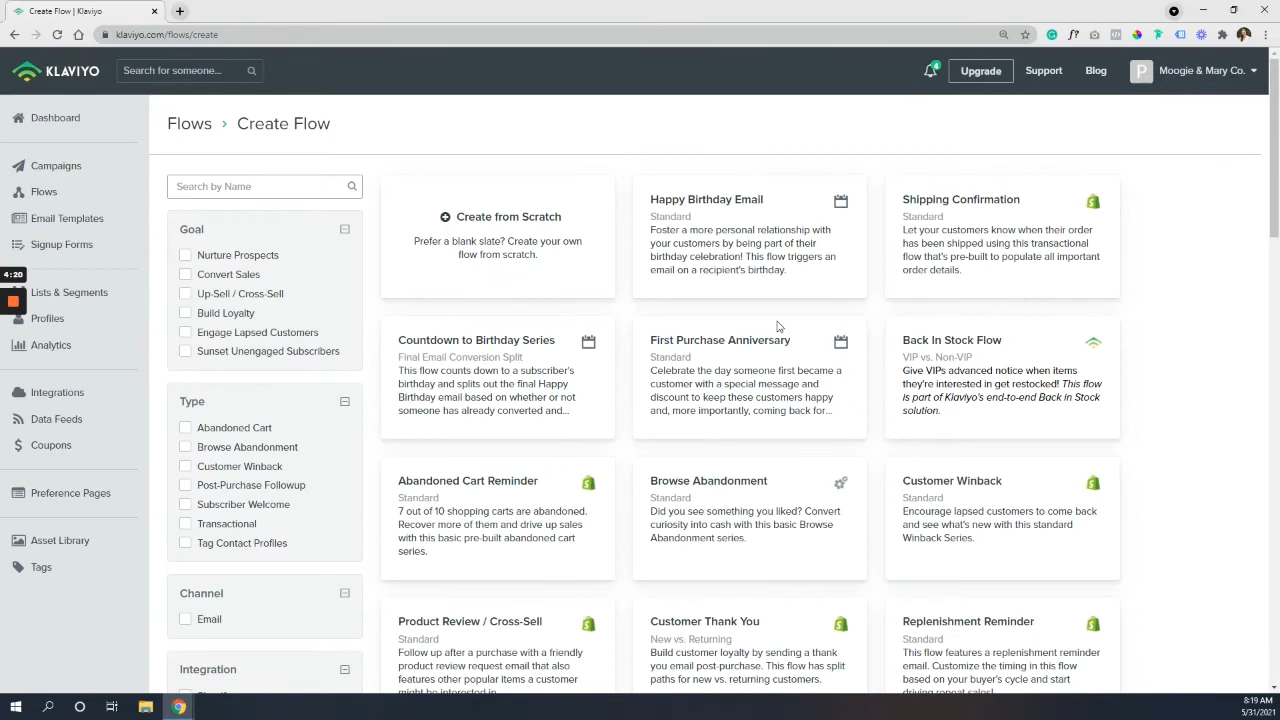 Create Flow | Klaviyo
klaviyo.com/flows/create
KLAVIYO
Search for someone...
4
Upgrade
Support
Blog
P
Moogie & Mary Co.
Dashboard
Campaigns
Flows
Email Templates
Signup Forms
4:20
Lists & Segments
Profiles
Analytics
Integrations
Data Feeds
Coupons
Preference Pages
Asset Library
Tags
Flows > Create Flow
Search by Name
Goal
Nurture Prospects
Convert Sales
Up-Sell / Cross-Sell
Build Loyalty
Engage Lapsed Customers
Sunset Unengaged Subscribers
Type
Abandoned Cart
Browse Abandonment
Customer Winback
Post-Purchase Followup
Subscriber Welcome
Transactional
Tag Contact Profiles
Channel
Email
Integration
Create from Scratch
Prefer a blank slate? Create your own
flow from scratch.
Happy Birthday Email
Standard
Foster a more personal relationship with
your customers by being part of their
birthday celebration! This flow triggers an
email on a recipient's birthday.
Shipping Confirmation
Standard
Let your customers know when their order
has been shipped using this transactional
flow that's pre-built to populate all important
order details.
Countdown to Birthday Series
Final Email Conversion Split
This flow counts down to a subscriber's
birthday and splits out the final Happy
Birthday email based on whether or not
someone has already converted and...
First Purchase Anniversary
Standard
Celebrate the day someone first became a
customer with a special message and
discount to keep these customers happy
and, more importantly, coming back for...
Back In Stock Flow
VIP vs. Non-VIP
Give VIPs advanced notice when items
they're interested in get restocked! This flow
is part of Klaviyo's end-to-end Back in Stock
solution.
Abandoned Cart Reminder
Standard
7 out of 10 shopping carts are abandoned.
Recover more of them and drive up sales
with this basic pre-built abandoned cart
series.
Browse Abandonment
Standard
Did you see something you liked? Convert
curiosity into cash with this basic Browse
Abandonment series.
Customer Winback
Standard
Encourage lapsed customers to come back
and see what's new with this standard
Winback Series.
Product Review / Cross-Sell
Standard
Follow up after a purchase with a friendly
product review request email that also
features other popular items a customer
might be interested in.
Customer Thank You
New vs. Returning
Build customer loyalty by sending a thank
you email post-purchase. This flow has split
paths for new vs. returning customers.
Replenishment Reminder
Standard
This flow features a replenishment reminder
email. Customize the timing in this flow
based on your buyer's cycle and start
driving repeat sales!
8:19 AM
5/31/2021